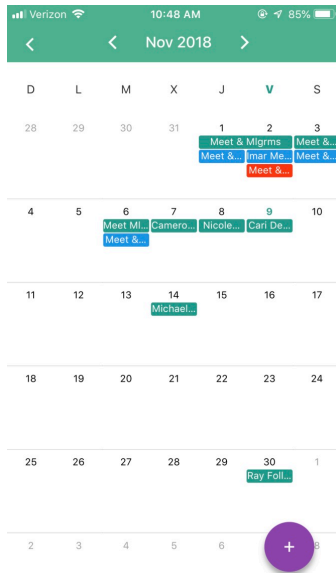 Verizon 10:48 AM 85%
Nov 2018
D L M X J V S
28 29 30 31 1 2 3
Meet & Mlgrms Meet &...
Meet &... Imar Me... Meet &...
Meet &...
4 5 6 7 8 9 10
Meet Ml... Camero... Nicole... Cari De...
Meet &...
11 12 13 14 15 16 17
Michael...
18 19 20 21 22 23 24
25 26 27 28 29 30 1
Ray Foll...
2 3 4 5 6 + 8